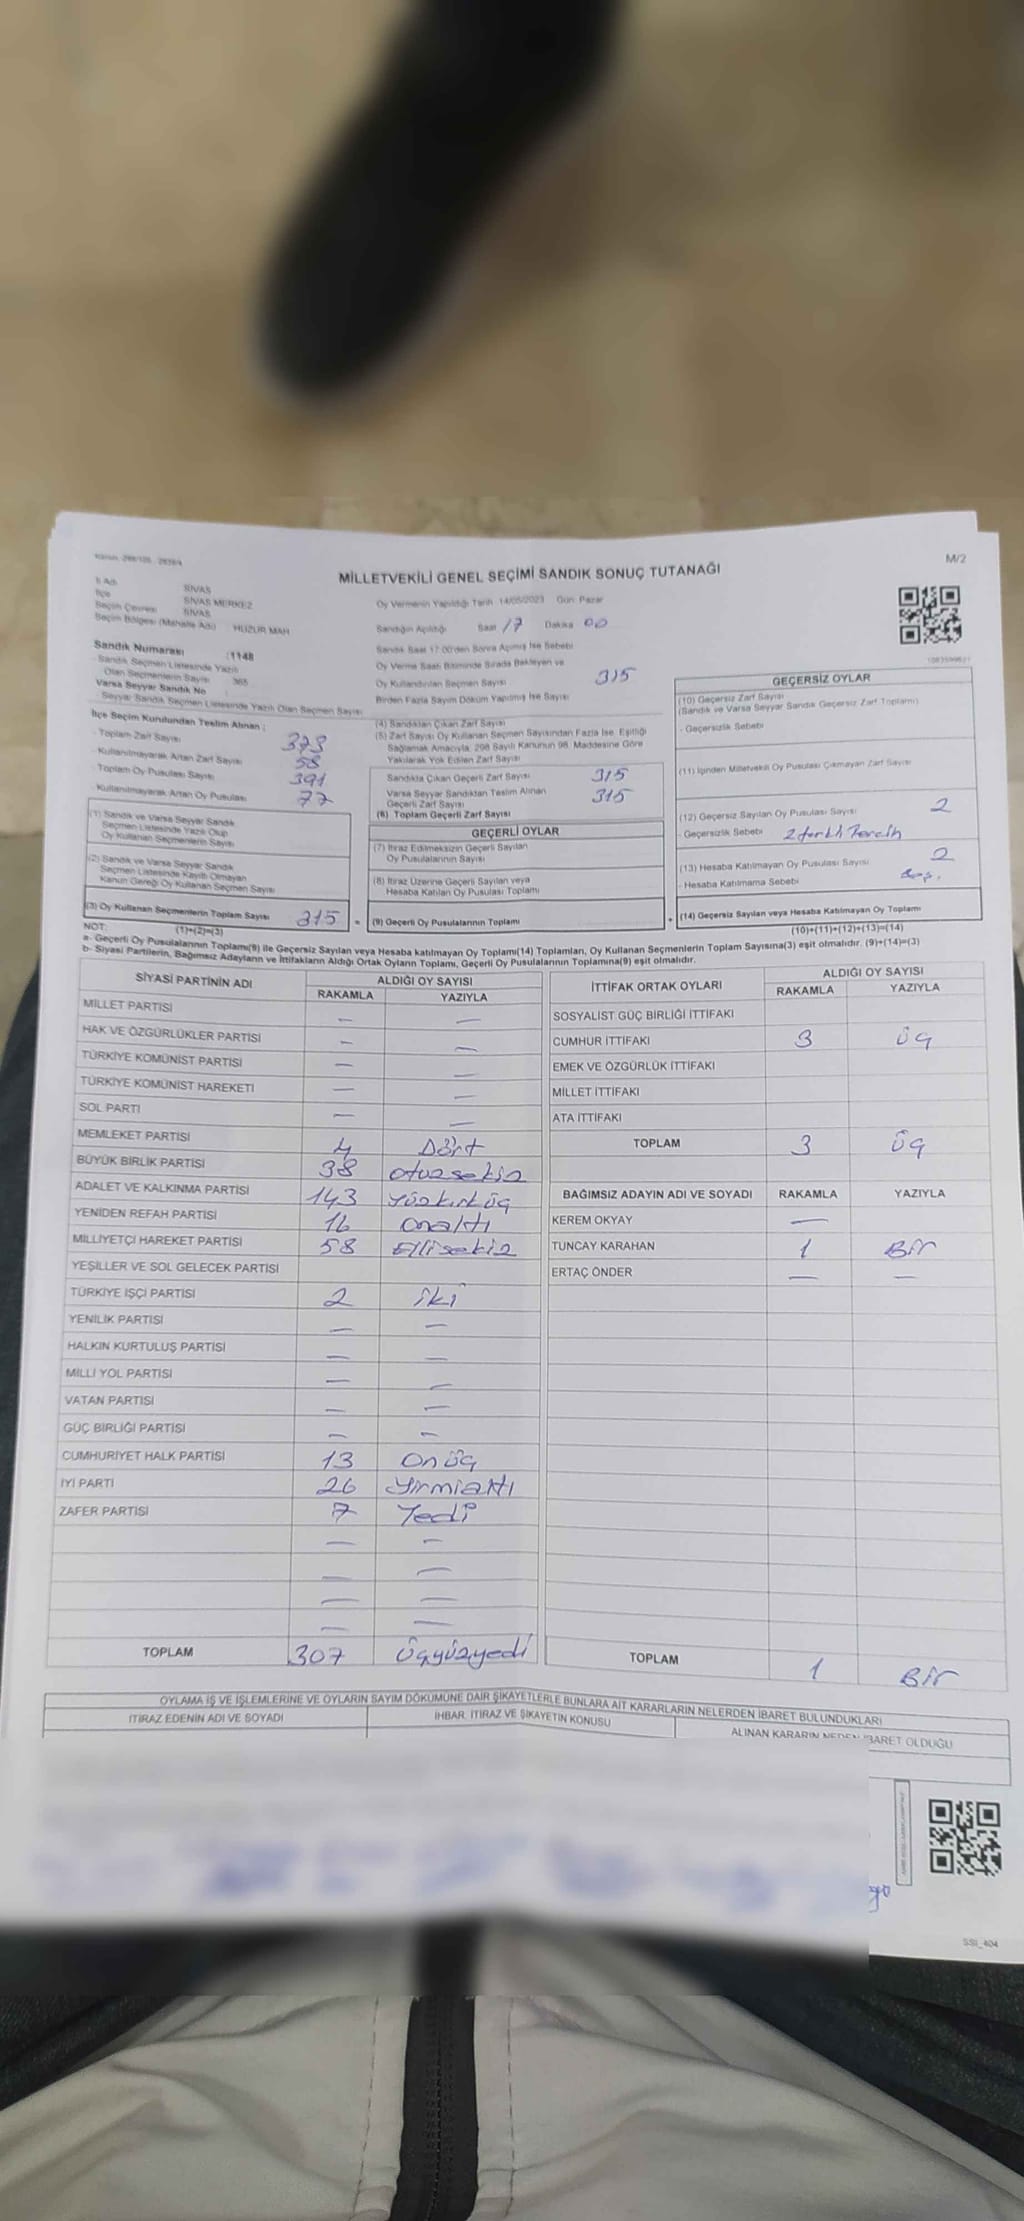 M/2
MİLLETVEKİLİ GENEL SEÇİMİ SANDIK SONUÇ TUTANAĞI
İl Adı SİVAS
İlçe SİVAS MERKEZ
Seçim Çevresi SİVAS
Seçim Bölgesi (Mahalle Adı) HUZUR MAH
Sandık Numarası :1148
Sandık Seçmen Listesinde Yazılı
Olan Seçmenlerin Sayısı 365
Varsa Seyyar Sandık No
Seyyar Sandık Seçmen Listesinde Yazılı Olan Seçmen Sayısı
İlçe Seçim Kurulundan Teslim Alınan :
- Toplam Zarf Sayısı 373
- Kullanılmayarak Artan Zarf Sayısı 58
- Toplam Oy Pusulası Sayısı 391
- Kullanılmayarak Artan Oy Pusulası 77
(1) Sandık ve Varsa Seyyar Sandık
Seçmen Listesinde Yazılı Olup
Oy Kullanan Seçmenlerin Sayısı
(2) Sandık ve Varsa Seyyar Sandık
Seçmen Listesinde Kayıtlı Olmayan
Kanun Gereği Oy Kullanan Seçmen Sayısı
(3) Oy Kullanan Seçmenlerin Toplam Sayısı 315 =
(1)+(2)=(3)
Oy Vermenin Yapıldığı Tarih 14/05/2023 Gün Pazar
Sandığın Açıldığı Saat 17 Dakika 00
Sandık Saat 17:00'den Sonra Açılmış İse Sebebi
Oy Verme Saati Bitiminde Sırada Bekleyen ve
Oy Kullandırılan Seçmen Sayısı 315
Birden Fazla Sayım Döküm Yapılmış İse Sayısı
(4) Sandıktan Çıkan Zarf Sayısı
(5) Zarf Sayısı Oy Kullanan Seçmen Sayısından Fazla İse, Eşitliği
Sağlamak Amacıyla, 298 Sayılı Kanunun 98. Maddesine Göre
Yakılarak Yok Edilen Zarf Sayısı
Sandıkta Çıkan Geçerli Zarf Sayısı 315
Varsa Seyyar Sandıktan Teslim Alınan
Geçerli Zarf Sayısı 315
(6) Toplam Geçerli Zarf Sayısı
GEÇERLİ OYLAR
(7) İtiraz Edilmeksizin Geçerli Sayılan
Oy Pusulalarının Sayısı
(8) İtiraz Üzerine Geçerli Sayılan veya
Hesaba Katılan Oy Pusulası Toplamı
(9) Geçerli Oy Pusulalarının Toplamı +
GEÇERSİZ OYLAR
(10) Geçersiz Zarf Sayısı
(Sandık ve Varsa Seyyar Sandık Geçersiz Zarf Toplamı)
- Geçersizlik Sebebi
(11) İçinden Milletvekili Oy Pusulası Çıkmayan Zarf Sayısı
(12) Geçersiz Sayılan Oy Pusulası Sayısı 2
- Geçersizlik Sebebi 2 farklı Tercih
(13) Hesaba Katılmayan Oy Pusulası Sayısı 2
- Hesaba Katılmama Sebebi Boş.
(14) Geçersiz Sayılan veya Hesaba Katılmayan Oy Toplamı
(10)+(11)+(12)+(13)=(14)
NOT:
a- Geçerli Oy Pusulalarının Toplamı(9) ile Geçersiz Sayılan veya Hesaba katılmayan Oy Toplamı(14) Toplamları, Oy Kullanan Seçmenlerin Toplam Sayısına(3) eşit olmalıdır. (9)+(14)=(3)
b- Siyasi Partilerin, Bağımsız Adayların ve İttifakların Aldığı Ortak Oyların Toplamı, Geçerli Oy Pusulalarının Toplamına(9) eşit olmalıdır.
SİYASİ PARTİNİN ADI ALDIĞI OY SAYISI
RAKAMLA YAZIYLA
MİLLET PARTİSİ — —
HAK VE ÖZGÜRLÜKLER PARTİSİ — —
TÜRKİYE KOMÜNİST PARTİSİ — —
TÜRKİYE KOMÜNİST HAREKETİ — —
SOL PARTİ — —
MEMLEKET PARTİSİ 4 Dört
BÜYÜK BİRLİK PARTİSİ 38 otuzsekiz
ADALET VE KALKINMA PARTİSİ 143 yüzkırküç
YENİDEN REFAH PARTİSİ 16 onaltı
MİLLİYETÇİ HAREKET PARTİSİ 58 Ellisekiz
YEŞİLLER VE SOL GELECEK PARTİSİ
TÜRKİYE İŞÇİ PARTİSİ 2 iki
YENİLİK PARTİSİ — —
HALKIN KURTULUŞ PARTİSİ — —
MİLLİ YOL PARTİSİ — —
VATAN PARTİSİ — —
GÜÇ BİRLİĞİ PARTİSİ — —
CUMHURİYET HALK PARTİSİ 13 onüç
İYİ PARTİ 26 yirmialtı
ZAFER PARTİSİ 7 Yedi
— —
— —
— —
— —
TOPLAM 307 üçyüzyedi
İTTİFAK ORTAK OYLARI ALDIĞI OY SAYISI
RAKAMLA YAZIYLA
SOSYALİST GÜÇ BİRLİĞİ İTTİFAKI
CUMHUR İTTİFAKI 3 üç
EMEK VE ÖZGÜRLÜK İTTİFAKI
MİLLET İTTİFAKI
ATA İTTİFAKI
TOPLAM 3 üç
BAĞIMSIZ ADAYIN ADI VE SOYADI RAKAMLA YAZIYLA
KEREM OKYAY —
TUNCAY KARAHAN 1 Bir
ERTAÇ ÖNDER — —
TOPLAM 1 Bir
OYLAMA İŞ VE İŞLEMLERİNE VE OYLARIN SAYIM DÖKÜMÜNE DAİR ŞİKAYETLERLE BUNLARA AİT KARARLARIN NELERDEN İBARET BULUNDUKLARI
İTİRAZ EDENİN ADI VE SOYADI İHBAR, İTİRAZ VE ŞİKAYETİN KONUSU ALINAN KARARIN NEDEN İBARET OLDUĞU
SSI_404